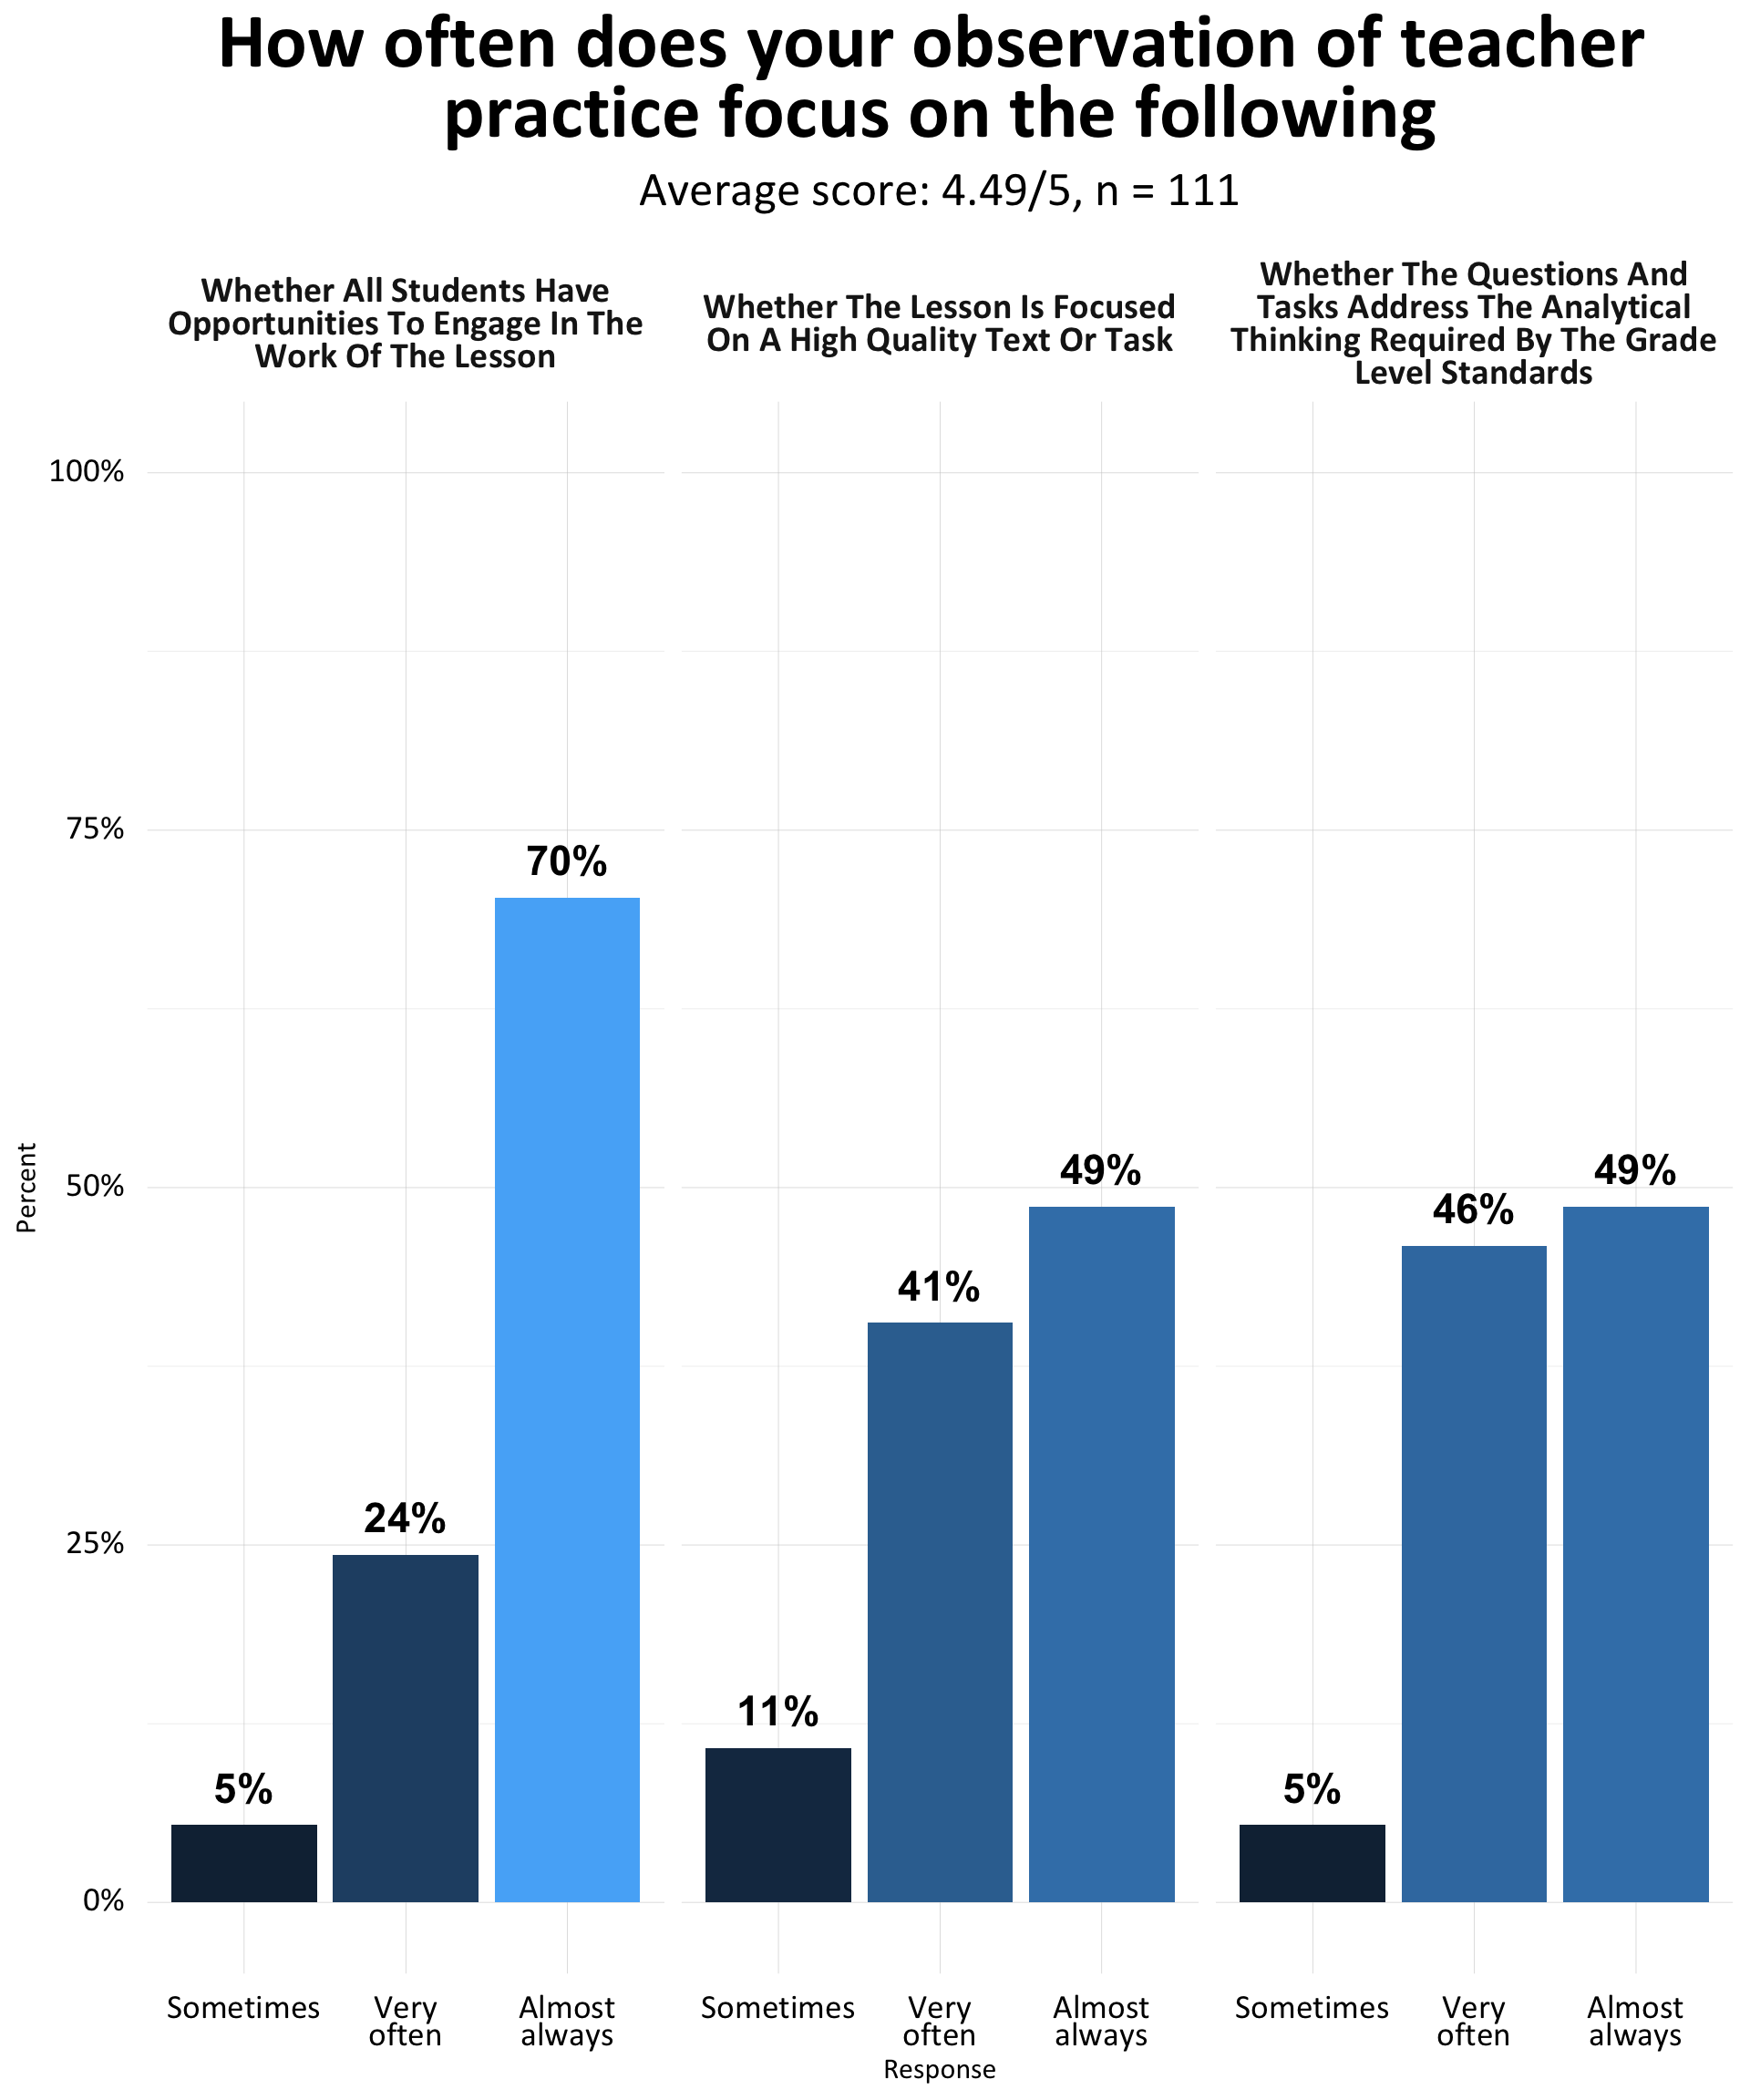 How often does your observation of teacher
practice focus on the following
Average score: 4.49/5, n = 111
Whether All Students Have
Opportunities To Engage In The
Work Of The Lesson
Whether The Lesson Is Focused
On A High Quality Text Or Task
Whether The Questions And
Tasks Address The Analytical
Thinking Required By The Grade
Level Standards
Percent
100%
75%
50%
25%
0%
5%
24%
70%
11%
41%
49%
5%
46%
49%
Sometimes
Very
often
Almost
always
Sometimes
Very
often
Almost
always
Sometimes
Very
often
Almost
always
Response